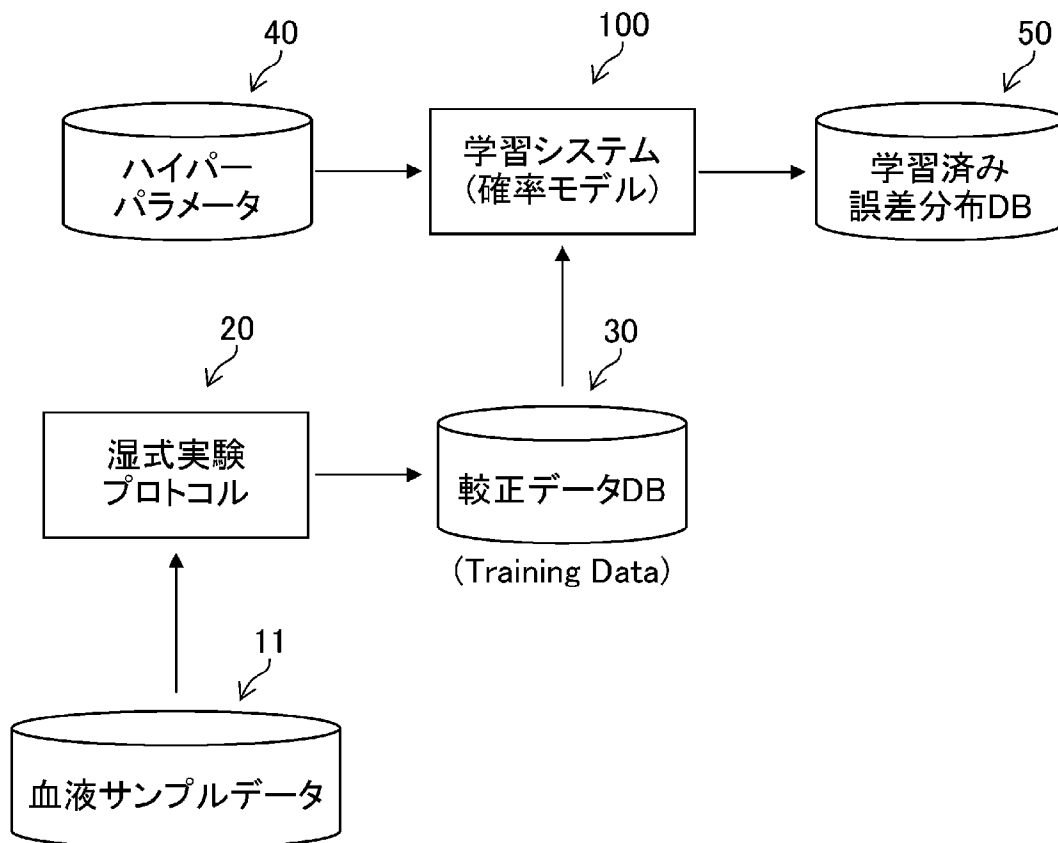 40
100
50
ハイパー
パラメータ
学習システム
(確率モデル)
学習済み
誤差分布DB
20
30
湿式実験
プロトコル
較正データDB
(Training Data)
11
血液サンプルデータ